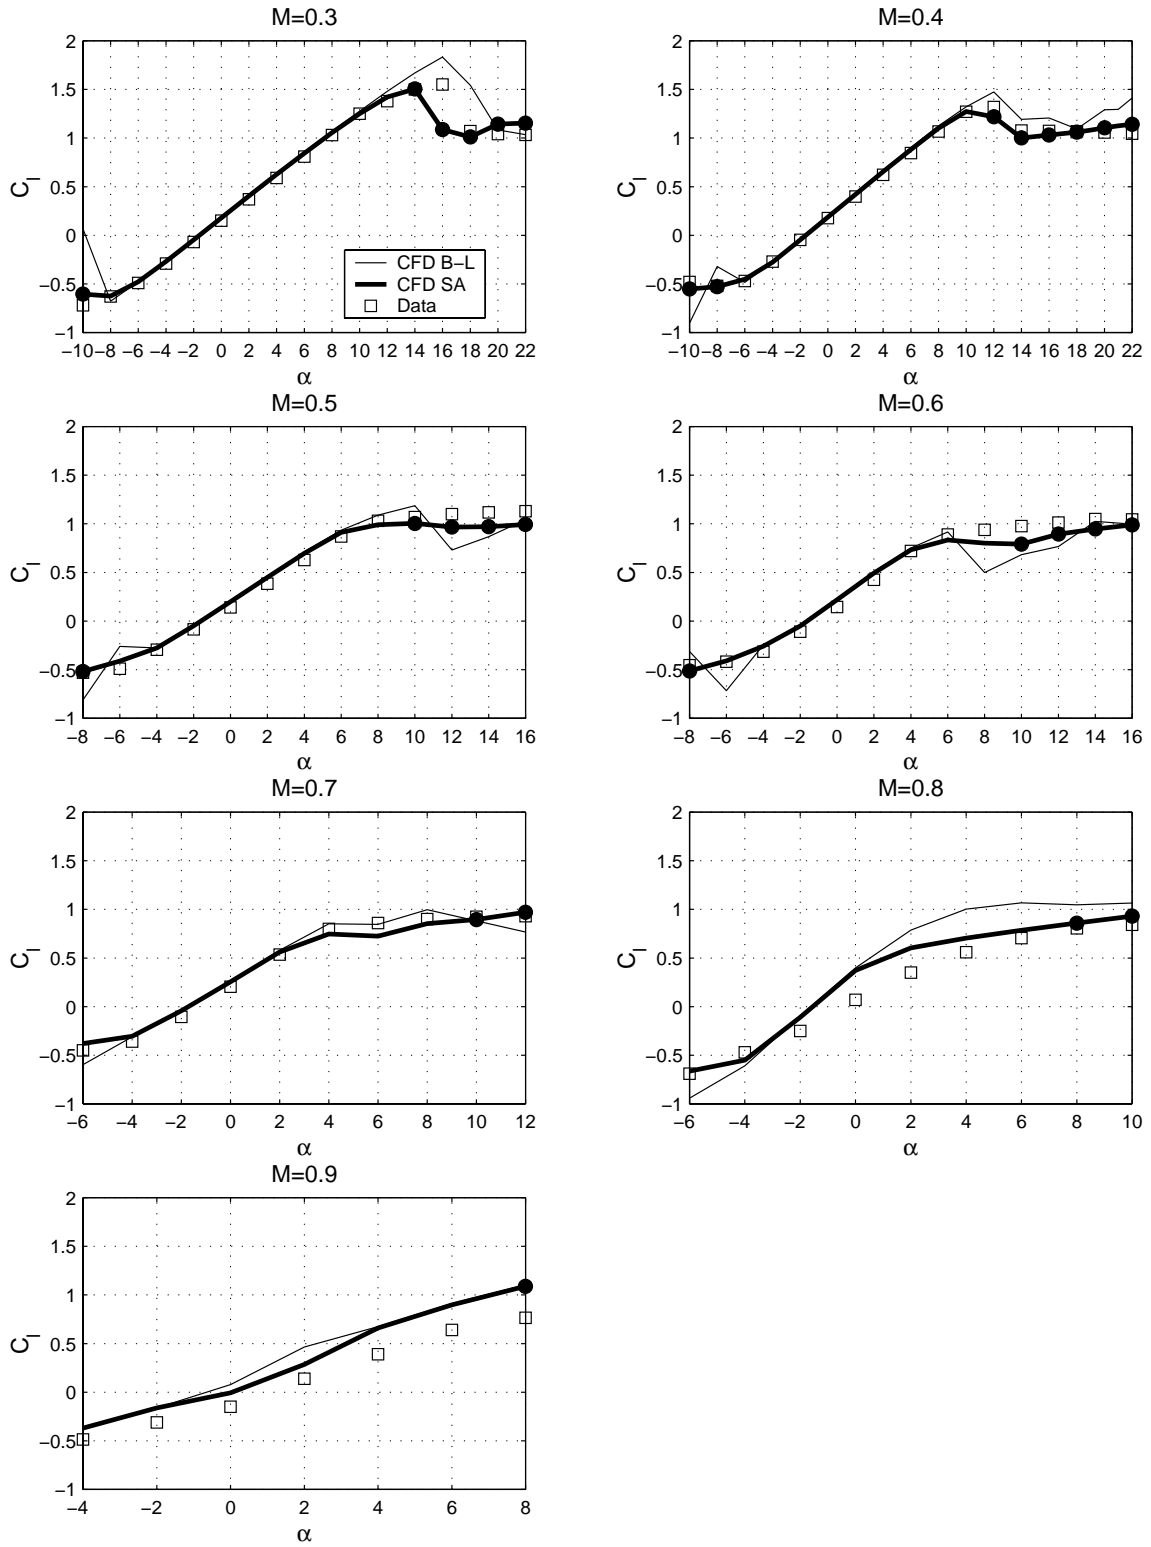 M=0.3
M=0.4
2
1.5
1
0.5
0
−0.5
−1
C_l
−10 −8 −6 −4 −2 0 2 4 6 8 10 12 14 16 18 20 22
α
CFD B−L
CFD SA
Data
2
1.5
1
0.5
0
−0.5
−1
C_l
−10 −8 −6 −4 −2 0 2 4 6 8 10 12 14 16 18 20 22
α
M=0.5
M=0.6
2
1.5
1
0.5
0
−0.5
−1
C_l
−8 −6 −4 −2 0 2 4 6 8 10 12 14 16
α
2
1.5
1
0.5
0
−0.5
−1
C_l
−8 −6 −4 −2 0 2 4 6 8 10 12 14 16
α
M=0.7
M=0.8
2
1.5
1
0.5
0
−0.5
−1
C_l
−6 −4 −2 0 2 4 6 8 10 12
α
2
1.5
1
0.5
0
−0.5
−1
C_l
−6 −4 −2 0 2 4 6 8 10
α
M=0.9
2
1.5
1
0.5
0
−0.5
−1
C_l
−4 −2 0 2 4 6 8
α